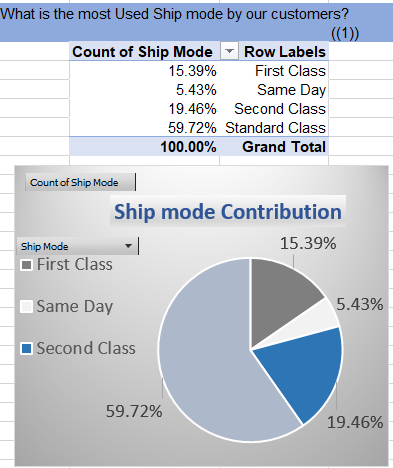 What is the most Used Ship mode by our customers?
((1))
Count of Ship Mode Row Labels
15.39% First Class
5.43% Same Day
19.46% Second Class
59.72% Standard Class
100.00% Grand Total
Count of Ship Mode
Ship mode Contribution
Ship Mode
15.39%
First Class
5.43%
Same Day
Second Class
59.72%
19.46%